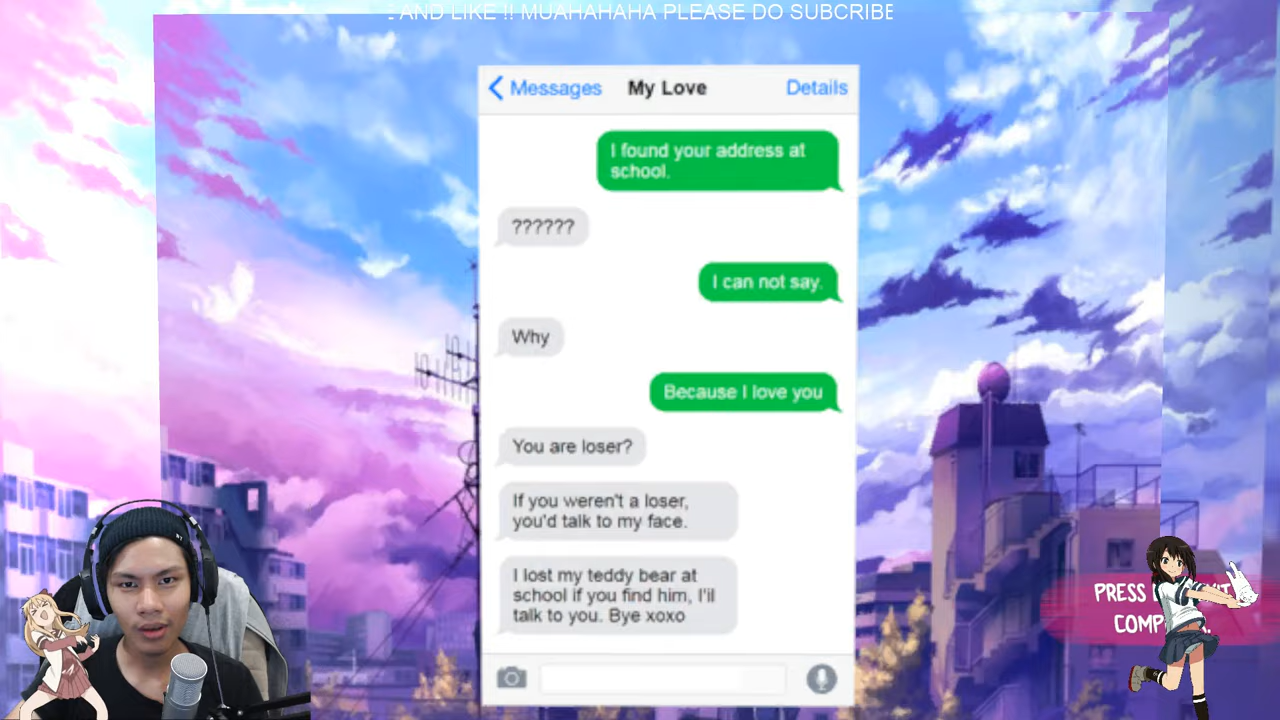 AND LIKE !! MUAHAHAHA PLEASE DO SUBCRIBE
Messages My Love Details
I found your address at
school.
??????
I can not say.
Why
Because I love you
You are loser?
If you weren't a loser,
you'd talk to my face.
I lost my teddy bear at
school if you find him, I'il
talk to you. Bye xoxo
PRESS